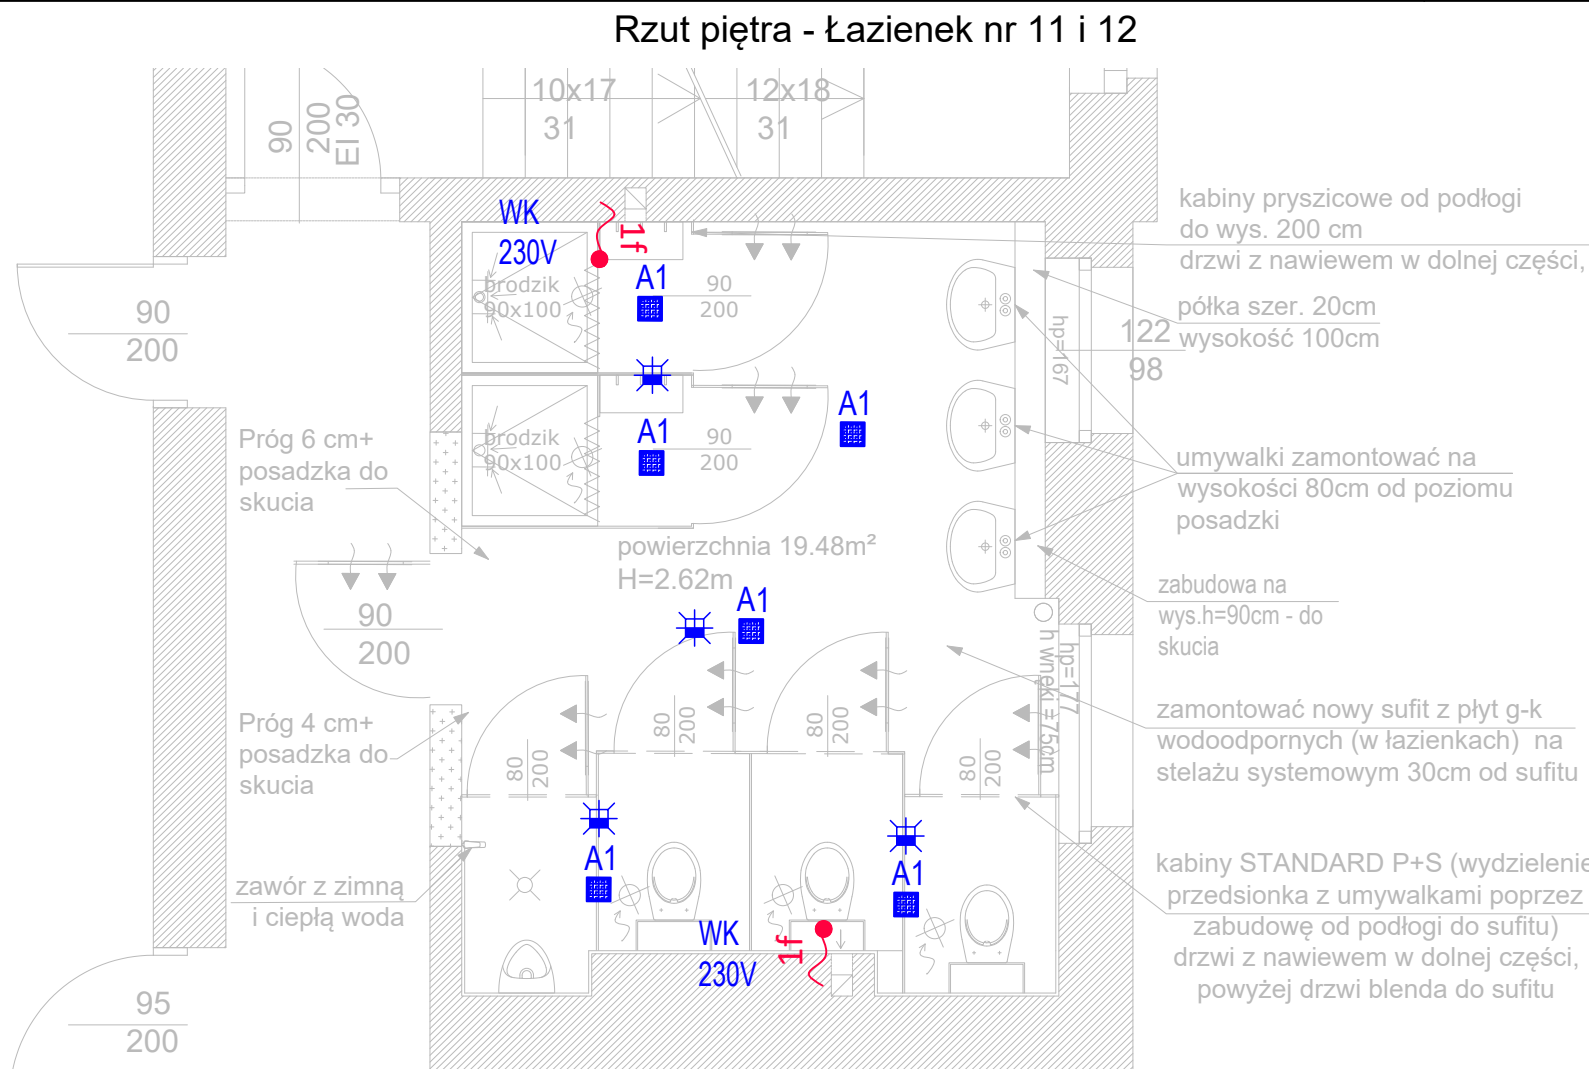 Rzut piętra - Łazienek nr 11 i 12
10x17
31
12x18
31
90
200
EI 30
WK
230V
1f
A1
brodzik
90x100
90
200
kabiny pryszicowe od podłogi
do wys. 200 cm
drzwi z nawiewem w dolnej części,
półka szer. 20cm
wysokość 100cm
hp=167
122
98
90
200
A1
A1
brodzik
90x100
90
200
Próg 6 cm+
posadzka do
skucia
umywalki zamontować na
wysokości 80cm od poziomu
posadzki
powierzchnia 19.48m²
H=2.62m
zabudowa na
wys.h=90cm - do
skucia
A1
90
200
hp=177
h wnęki =75cm
Próg 4 cm+
posadzka do
skucia
80
200
80
200
80
200
80
200
zamontować nowy sufit z płyt g-k
wodoodpornych (w łazienkach) na
stelażu systemowym 30cm od sufitu
A1
A1
zawór z zimną
i ciepłą woda
kabiny STANDARD P+S (wydzielenie
przedsionka z umywalkami poprzez
zabudowę od podłogi do sufitu)
drzwi z nawiewem w dolnej części,
powyżej drzwi blenda do sufitu
WK
230V
1f
95
200